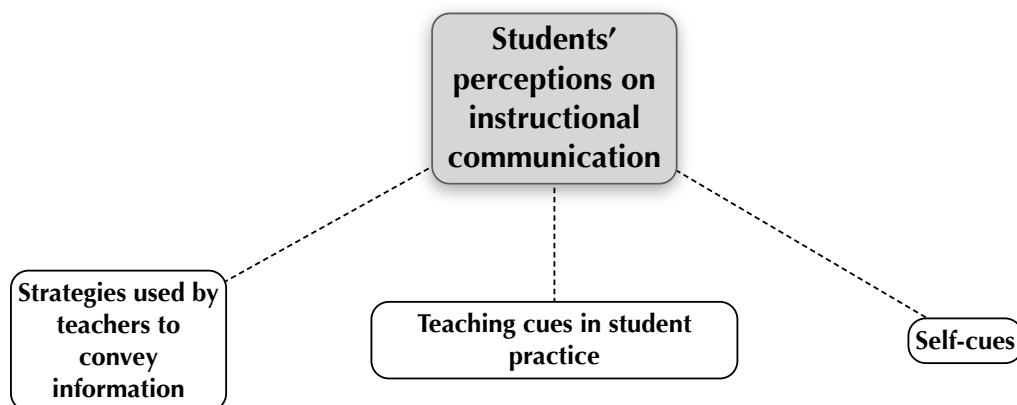 Students’
perceptions on
instructional
communication
Strategies used by
teachers to
convey
information
Teaching cues in student
practice
Self-cues